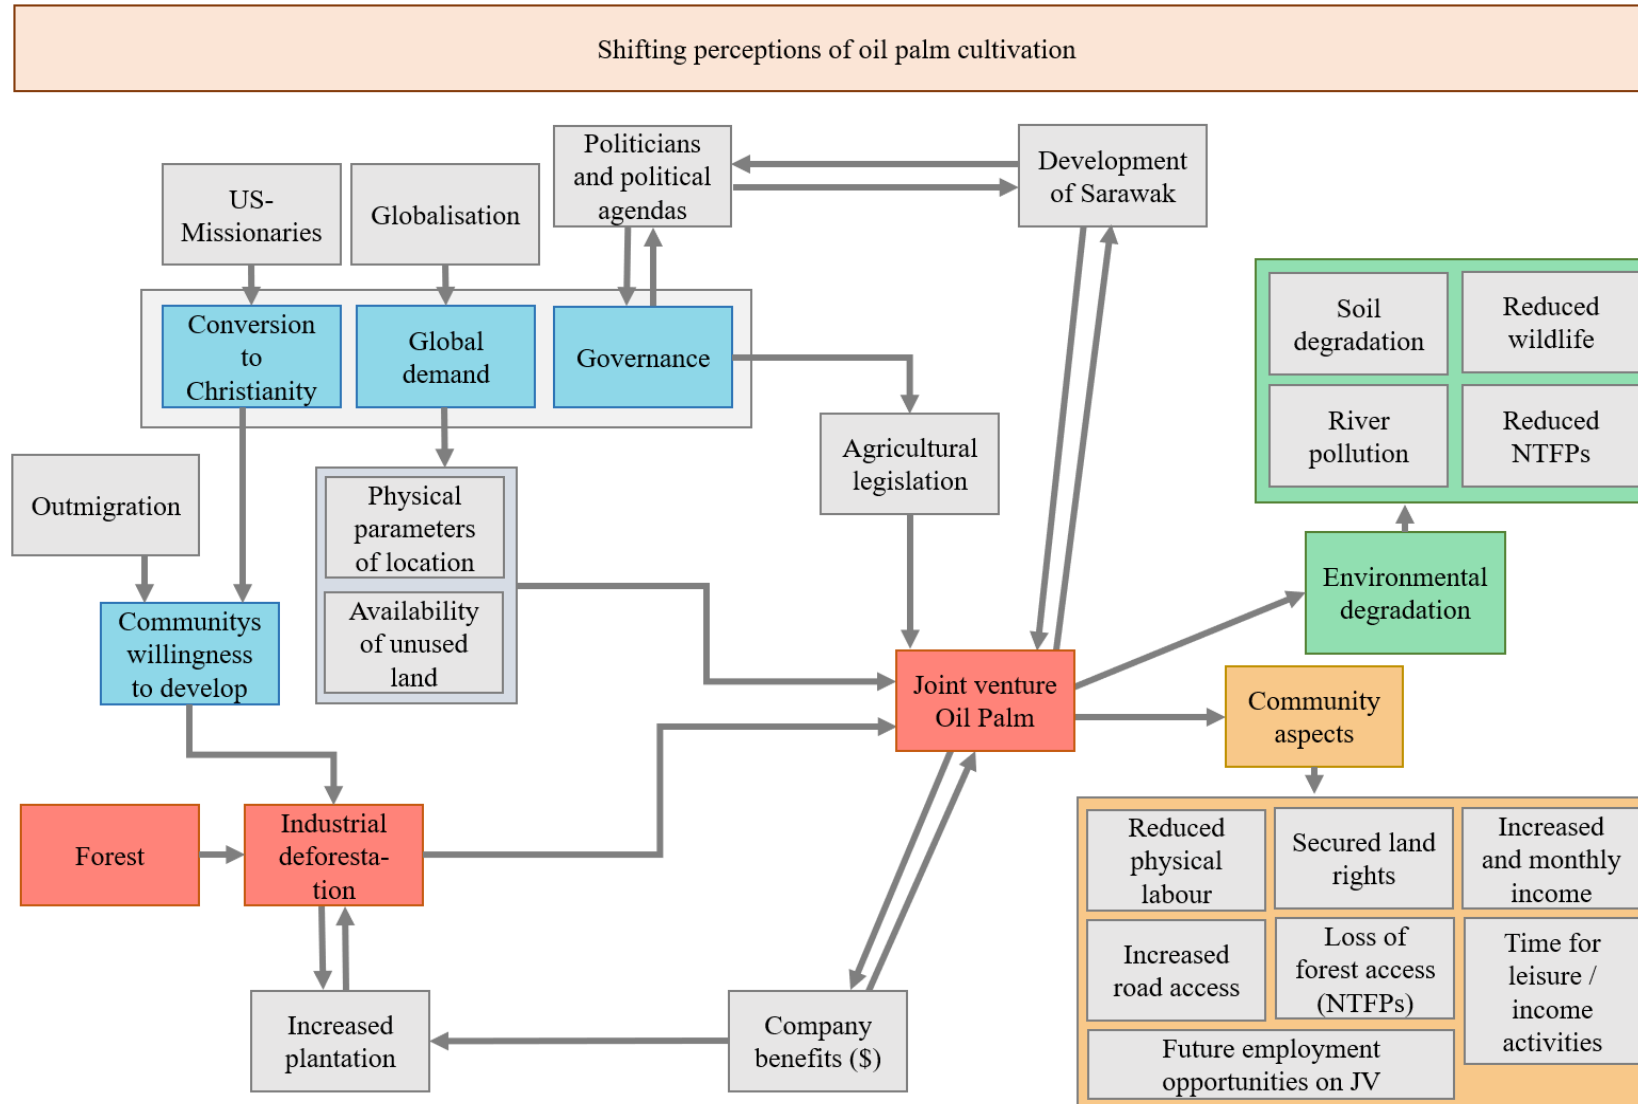 Shifting perceptions of oil palm cultivation
Politicians
and political
agendas
Development
of Sarawak
US-
Missionaries
Globalisation
Conversion
to
Christianity
Global
demand
Governance
Soil
degradation
Reduced
wildlife
River
pollution
Reduced
NTFPs
Agricultural
legislation
Outmigration
Physical
parameters
of location
Availability
of unused
land
Environmental
degradation
Communitys
willingness
to develop
Joint venture
Oil Palm
Community
aspects
Forest
Industrial
deforesta-
tion
Reduced
physical
labour
Secured land
rights
Increased
and monthly
income
Increased
road access
Loss of
forest access
(NTFPs)
Time for
leisure /
income
activities
Increased
plantation
Company
benefits ($)
Future employment
opportunities on JV